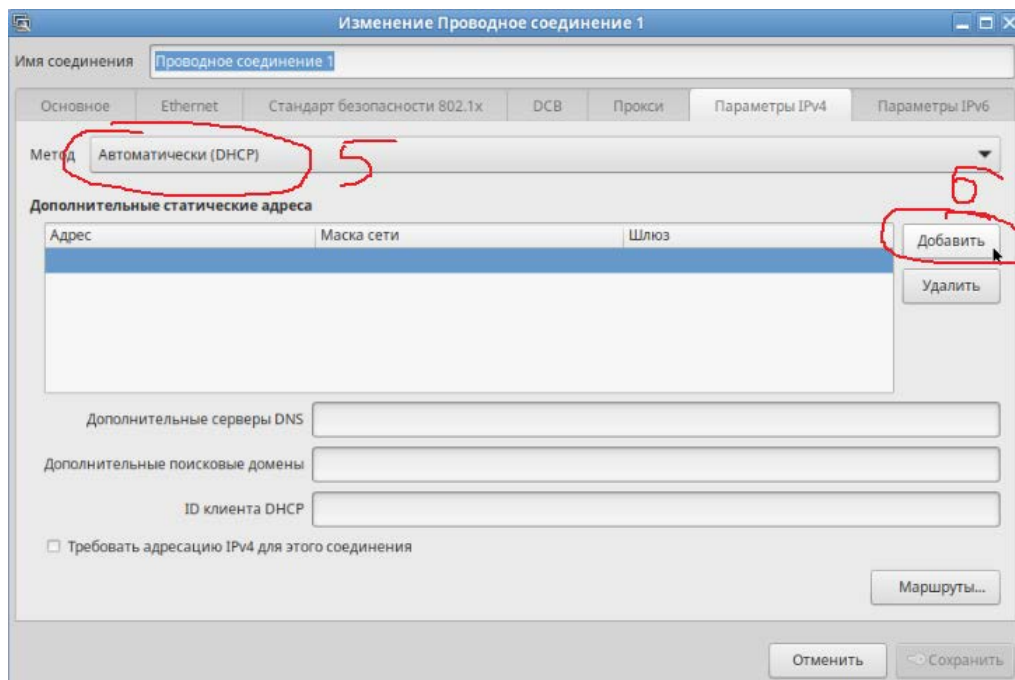 Изменение Проводное соединение 1
Имя соединения Проводное соединение 1
Основное Ethernet Стандарт безопасности 802.1x DCB Прокси Параметры IPv4 Параметры IPv6
Метод Автоматически (DHCP) 5
6
Дополнительные статические адреса
Адрес Маска сети Шлюз Добавить
Удалить
Дополнительные серверы DNS
Дополнительные поисковые домены
ID клиента DHCP
Требовать адресацию IPv4 для этого соединения
Маршруты...
Отменить Сохранить